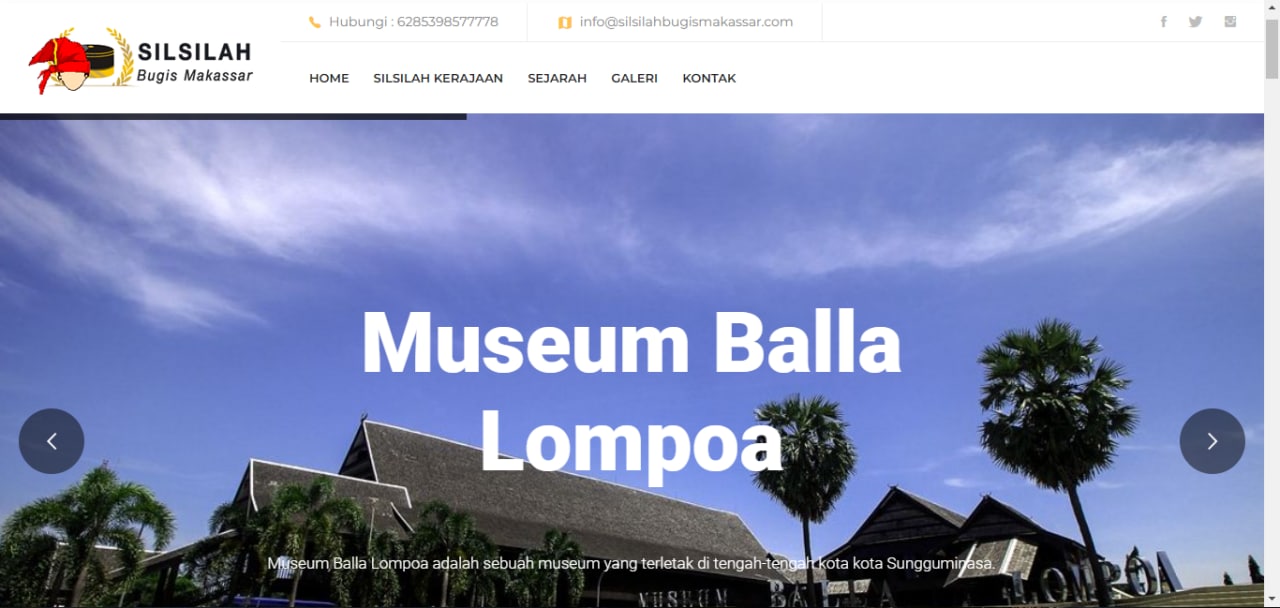 Hubungi : 6285398577778
info@silsilahbugismakassar.com
SILSILAH
Bugis Makassar
HOME SILSILAH KERAJAAN SEJARAH GALERI KONTAK
Museum Balla
Lompoa
Museum Balla Lompoa adalah sebuah museum yang terletak di tengah-tengah kota kota Sungguminasa.
MUSEUM BALLA LOMPOA